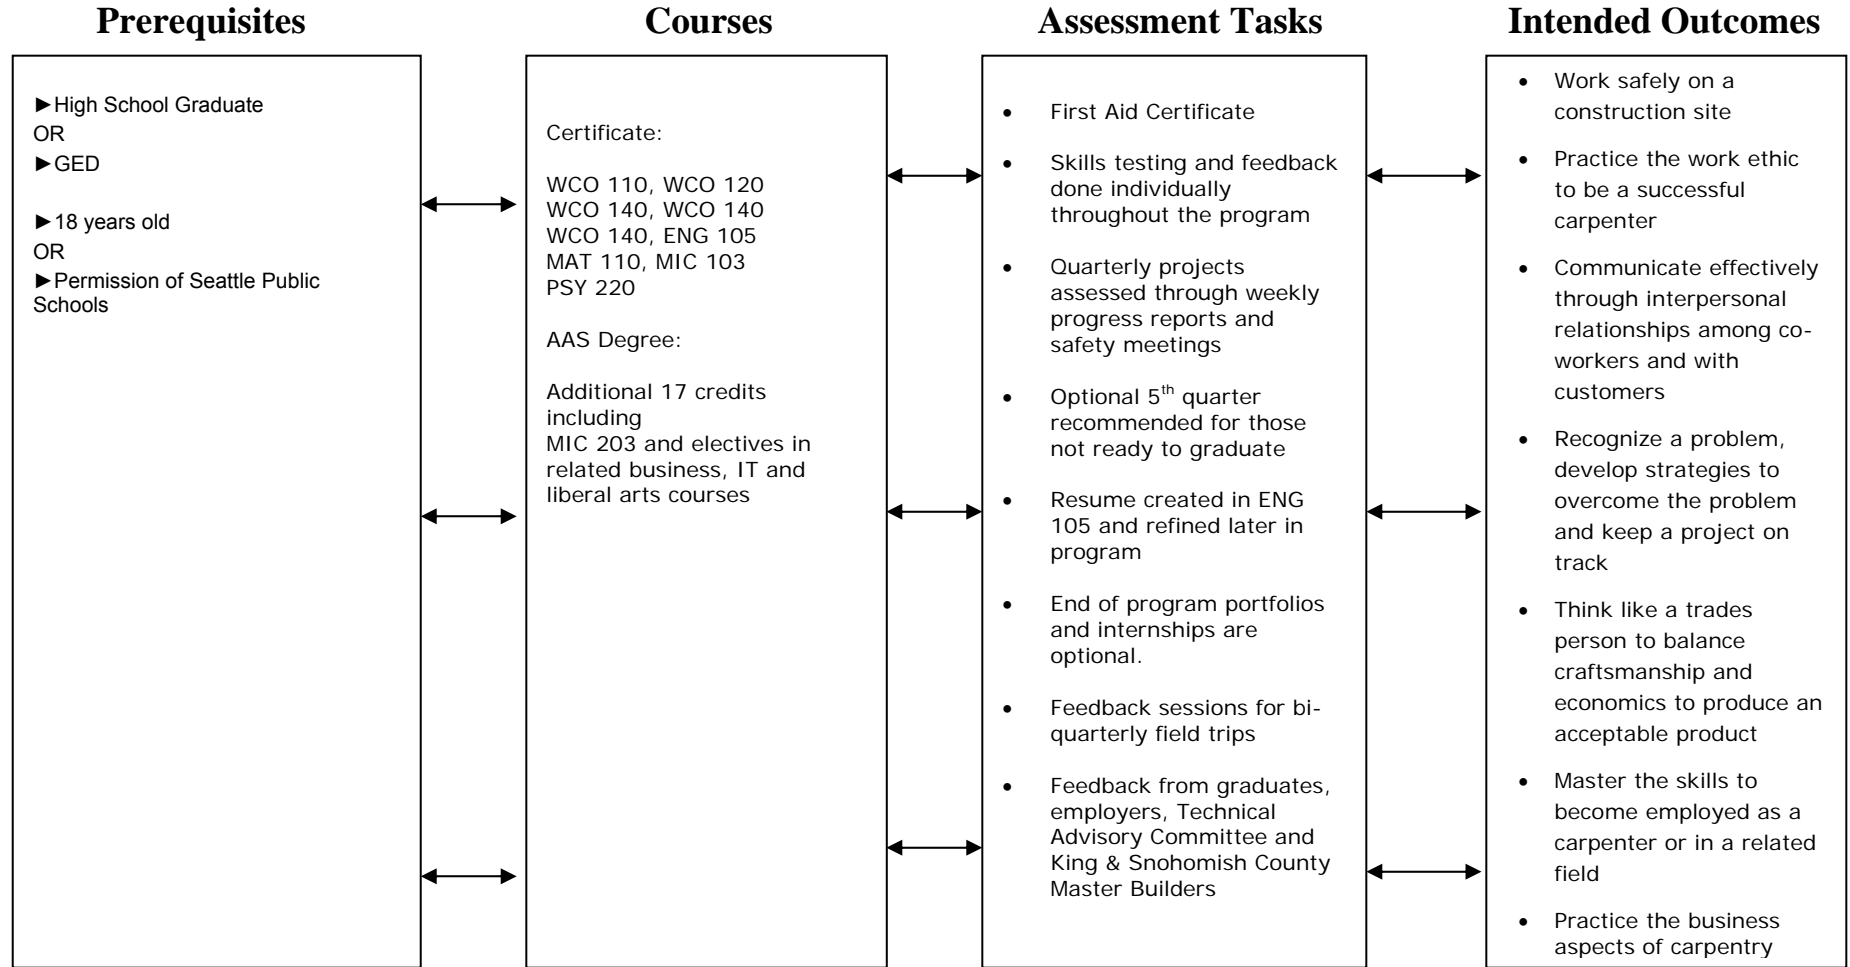 Prerequisites
►High School Graduate
OR
►GED
►18 years old
OR
►Permission of Seattle Public
Schools
Courses
Certificate:
WCO 110, WCO 120
WCO 140, WCO 140
WCO 140, ENG 105
MAT 110, MIC 103
PSY 220
AAS Degree:
Additional 17 credits
including
MIC 203 and electives in
related business, IT and
liberal arts courses
Assessment Tasks
• First Aid Certificate
• Skills testing and feedback
done individually
throughout the program
• Quarterly projects
assessed through weekly
progress reports and
safety meetings
• Optional 5th quarter
recommended for those
not ready to graduate
• Resume created in ENG
105 and refined later in
program
• End of program portfolios
and internships are
optional.
• Feedback sessions for bi-
quarterly field trips
• Feedback from graduates,
employers, Technical
Advisory Committee and
King & Snohomish County
Master Builders
Intended Outcomes
• Work safely on a
construction site
• Practice the work ethic
to be a successful
carpenter
• Communicate effectively
through interpersonal
relationships among co-
workers and with
customers
• Recognize a problem,
develop strategies to
overcome the problem
and keep a project on
track
• Think like a trades
person to balance
craftsmanship and
economics to produce an
acceptable product
• Master the skills to
become employed as a
carpenter or in a related
field
• Practice the business
aspects of carpentry